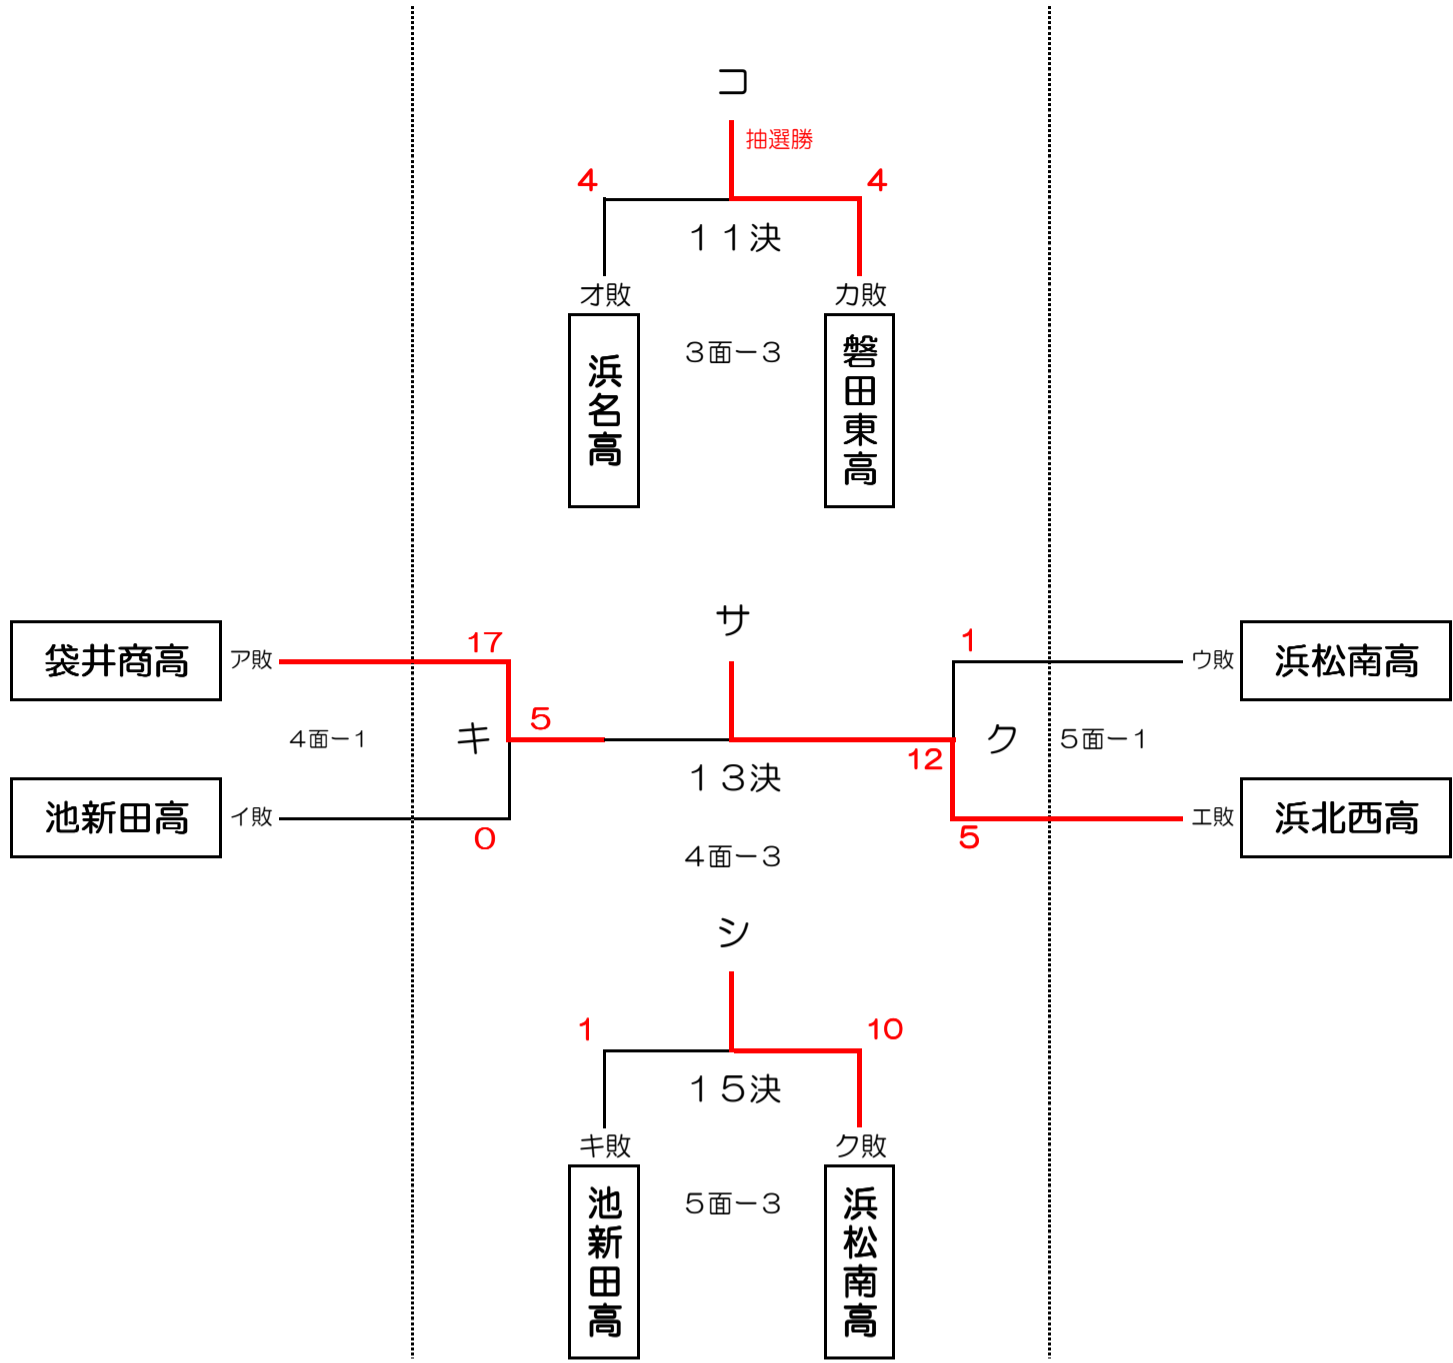 コ
抽選勝
4 4
１１決
オ敗 カ敗
浜名高
３面ー３
磐田東高
サ
袋井商高 ア敗 17
1 ウ敗 浜松南高
4面ー1 キ 5
12 ク 5面ー1
１３決
池新田高 イ敗 0
5 エ敗 浜北西高
４面ー３
シ
1 10
１５決
キ敗 ク敗
池新田高
５面ー３
浜松南高